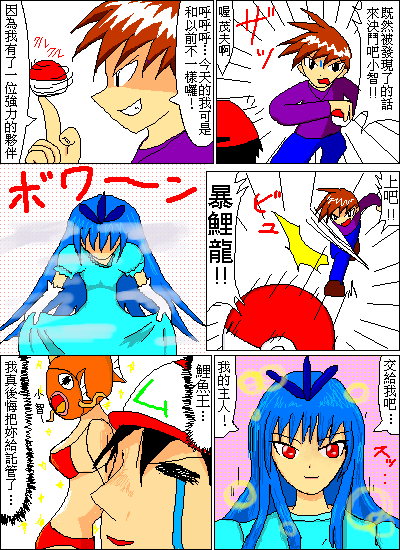 既然被發現了的話
來決鬥吧小智!!
喔茂夫啊
ザッ
呼呼呼…今天的我可是
和以前不一樣囉!
因為我有了一位強力的夥伴
上吧!!
暴鯉龍!!
ビュ
ボワ〜ン
交給我吧…
我的主人
スッ…
鯉魚王…
小智
我真後悔把妳給託管了…